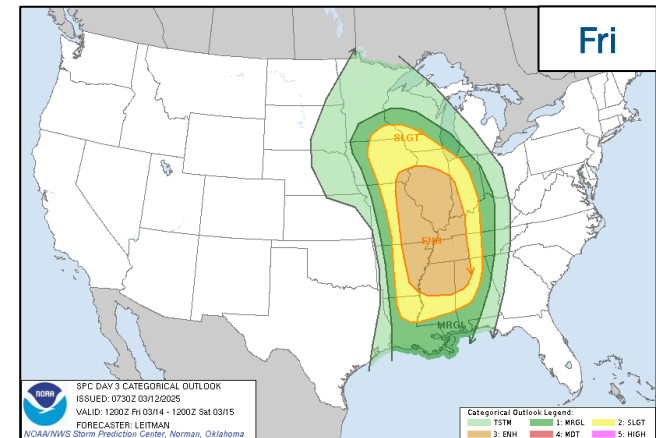 Fri
SLGT
ENH
MRGL
NOAA
SPC DAY 3 CATEGORICAL OUTLOOK
ISSUED: 0730Z 03/12/2025
VALID: 1200Z Fri 03/14 - 1200Z Sat 03/15
FORECASTER: LEITMAN
NOAA/NWS Storm Prediction Center, Norman, Oklahoma
Categorical Outlook Legend:
TSTM 1: MRGL 2: SLGT
3: ENH 4: MDT 5: HIGH